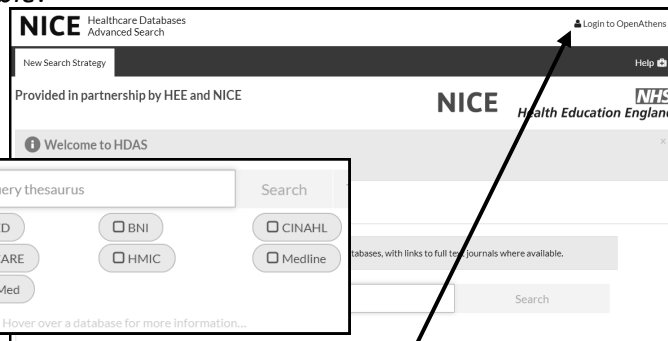 NICE Healthcare Databases
Advanced Search
Login to OpenAthens
New Search Strategy
Help
Provided in partnership by HEE and NICE
NICE
NHS
Health Education England
Welcome to HDAS
×
thesaurus
Search
BNI
CINAHL
HMIC
Medline
Hover over a database for more information...
with links to full text journals where available.
Search